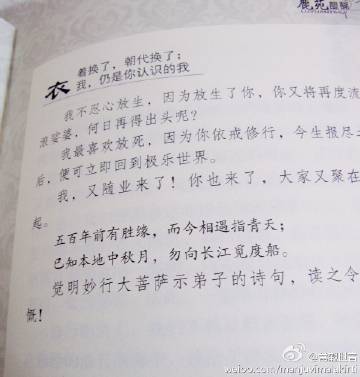 鹿苑
衣着换了，朝代换了；
我，仍是你认识的我
我不忍心放生，因为放生了你，你又将再度流
浪娑婆，何日再得出头呢？
我最喜欢放死，因为你依戒修行，今生报尽
后，便可立即回到极乐世界。
我，又随业来了！你也来了，大家又聚在
起。
五百年前有胜缘，而今相遇指青天；
已知本地中秋月，勿向长江觅度船。
觉明妙行大菩萨示弟子的诗句，读之令
慨！
weibo.com/manjuvimalakirti